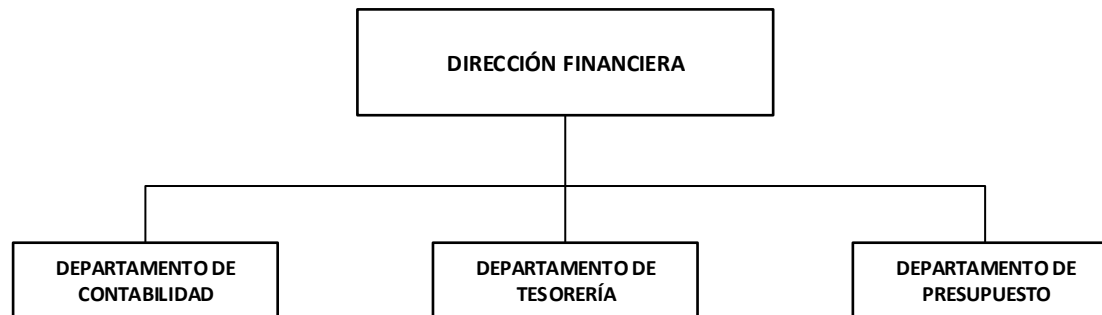 DIRECCIÓN FINANCIERA
DEPARTAMENTO DE
CONTABILIDAD
DEPARTAMENTO DE
TESORERÍA
DEPARTAMENTO DE
PRESUPUESTO